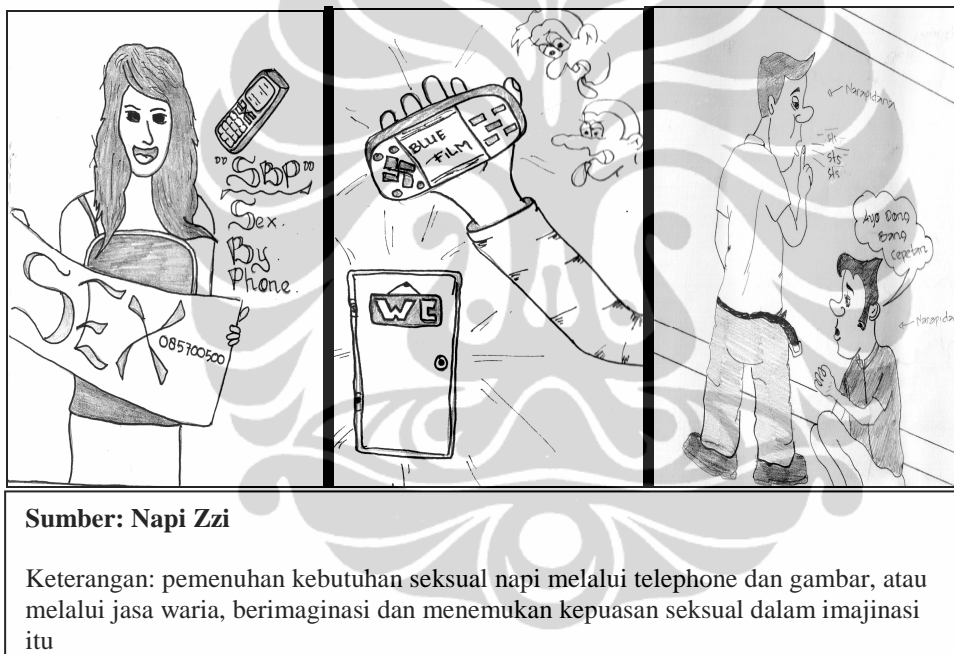 "SBP"
Sex.
By.
Phone.
SEX
085700500
BLUE
FILM
WC
Narapidana
Sts
Sts
Ayo Dong
Bang
Cepetan
Narapidana
Sumber: Napi Zzi
Keterangan: pemenuhan kebutuhan seksual napi melalui telephone dan gambar, atau
melalui jasa waria, berimaginasi dan menemukan kepuasan seksual dalam imajinasi
itu